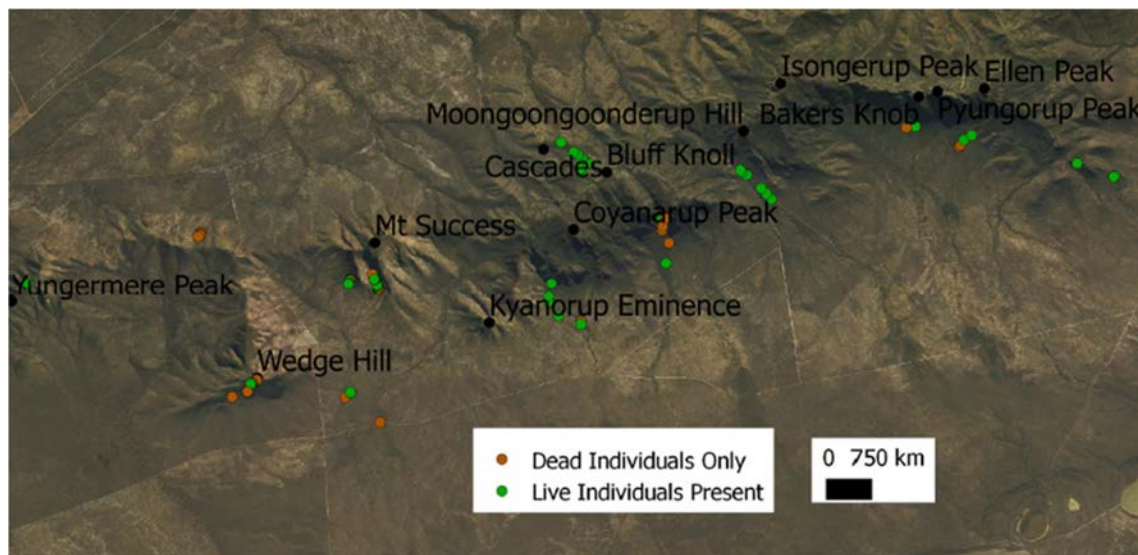 Isongerup Peak
Ellen Peak
Moongoongoonderup Hill
Bakers Knob
Pyungorup Peak
Cascades
Bluff Knoll
Coyanarup Peak
Mt Success
Yungermere Peak
Kyanorup Eminence
Wedge Hill
Dead Individuals Only
Live Individuals Present
0 750 km